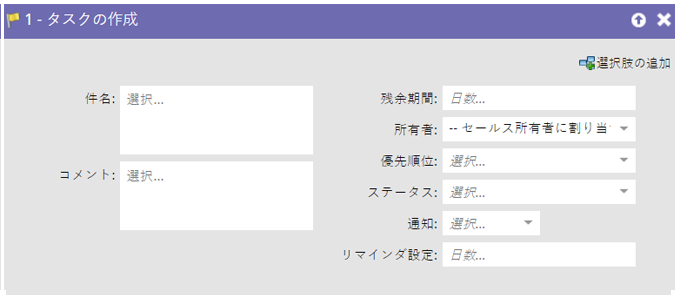 1 - タスクの作成
選択肢の追加
件名: 選択...
コメント: 選択...
残余期間: 日数...
所有者: -- セールス所有者に割り当
優先順位: 選択...
ステータス: 選択...
通知: 選択...
リマインダ設定: 日数...